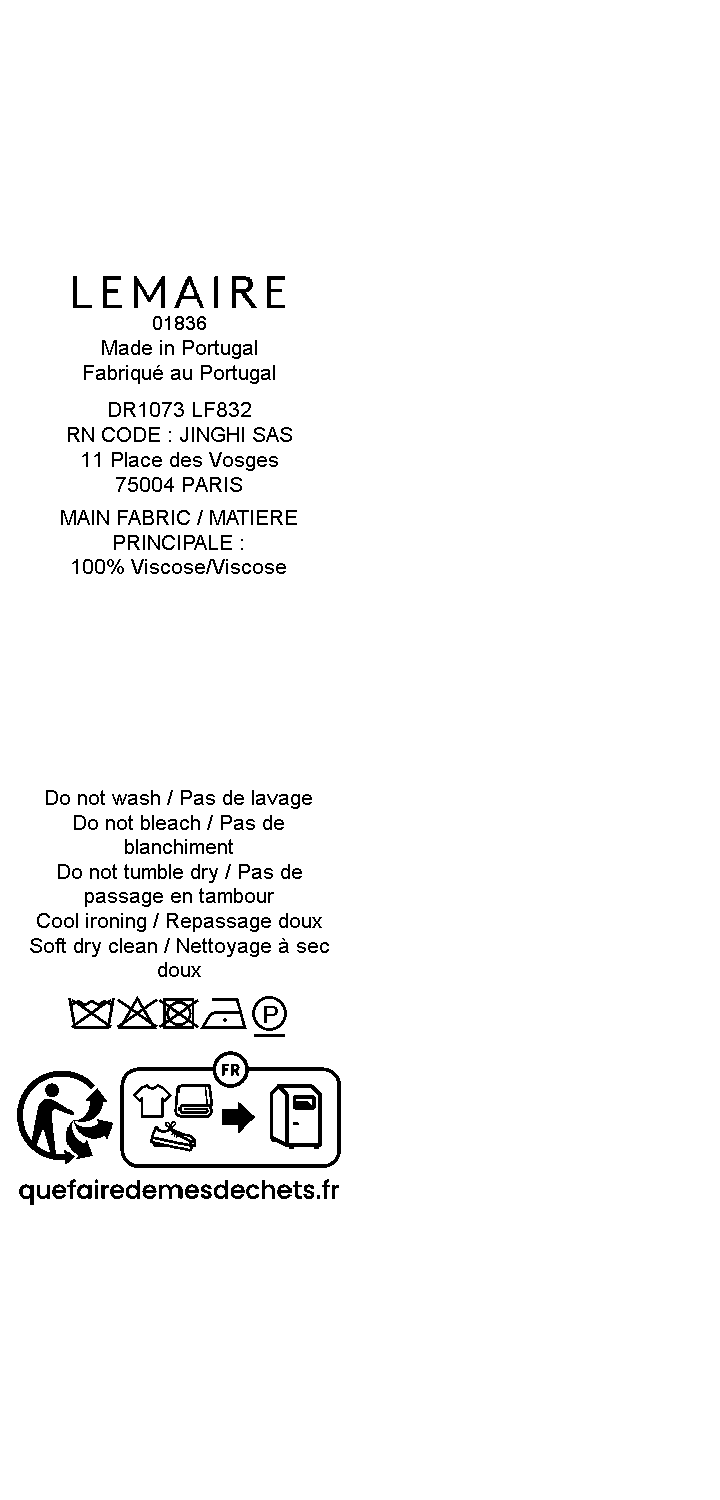 LEMAIRE
01836
Made in Portugal
Fabriqué au Portugal
DR1073 LF832
RN CODE : JINGHI SAS
11 Place des Vosges
75004 PARIS
MAIN FABRIC / MATIERE
PRINCIPALE :
100% Viscose/Viscose
Do not wash / Pas de lavage
Do not bleach / Pas de
blanchiment
Do not tumble dry / Pas de
passage en tambour
Cool ironing / Repassage doux
Soft dry clean / Nettoyage à sec
doux
P
FR
quefairedemesdechets.fr